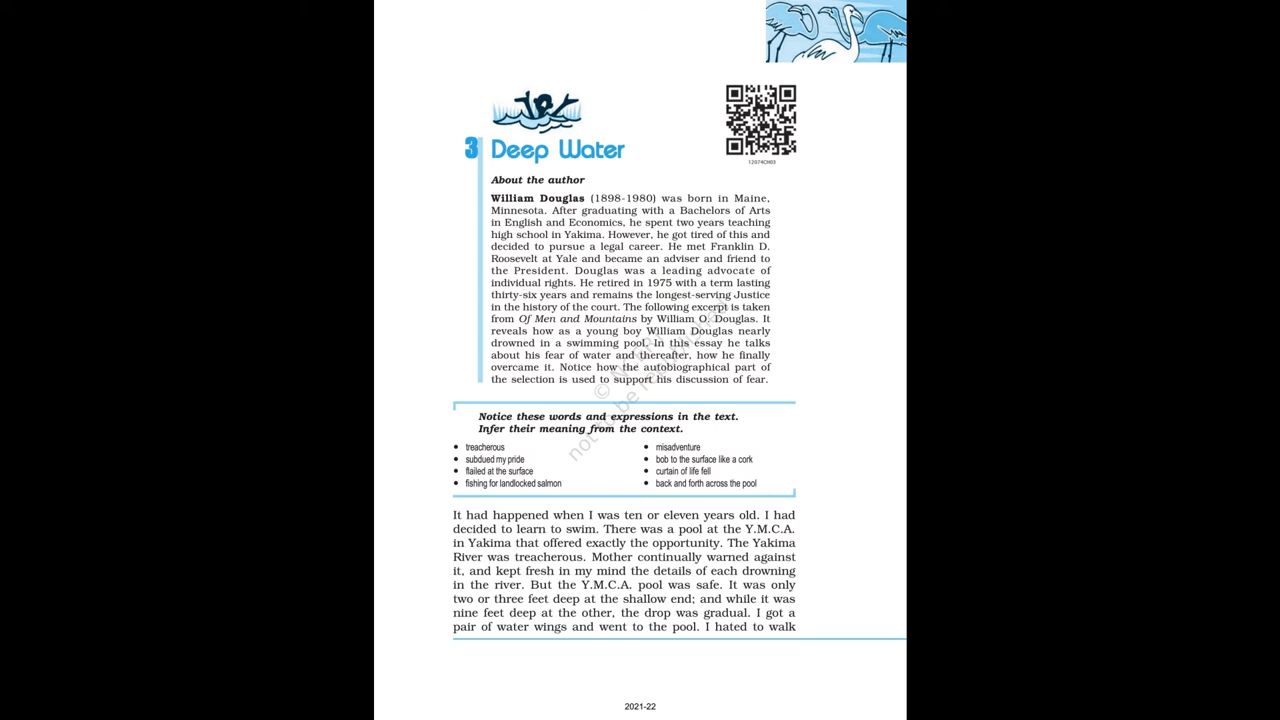 12074CH03
3 Deep Water
About the author
William Douglas (1898-1980) was born in Maine,
Minnesota. After graduating with a Bachelors of Arts
in English and Economics, he spent two years teaching
high school in Yakima. However, he got tired of this and
decided to pursue a legal career. He met Franklin D.
Roosevelt at Yale and became an adviser and friend to
the President. Douglas was a leading advocate of
individual rights. He retired in 1975 with a term lasting
thirty-six years and remains the longest-serving Justice
in the history of the court. The following excerpt is taken
from Of Men and Mountains by William O. Douglas. It
reveals how as a young boy William Douglas nearly
drowned in a swimming pool. In this essay he talks
about his fear of water and thereafter, how he finally
overcame it. Notice how the autobiographical part of
the selection is used to support his discussion of fear.
Notice these words and expressions in the text.
Infer their meaning from the context.
• treacherous
• subdued my pride
• flailed at the surface
• fishing for landlocked salmon
• misadventure
• bob to the surface like a cork
• curtain of life fell
• back and forth across the pool
It had happened when I was ten or eleven years old. I had
decided to learn to swim. There was a pool at the Y.M.C.A.
in Yakima that offered exactly the opportunity. The Yakima
River was treacherous. Mother continually warned against
it, and kept fresh in my mind the details of each drowning
in the river. But the Y.M.C.A. pool was safe. It was only
two or three feet deep at the shallow end; and while it was
nine feet deep at the other, the drop was gradual. I got a
pair of water wings and went to the pool. I hated to walk
2021-22